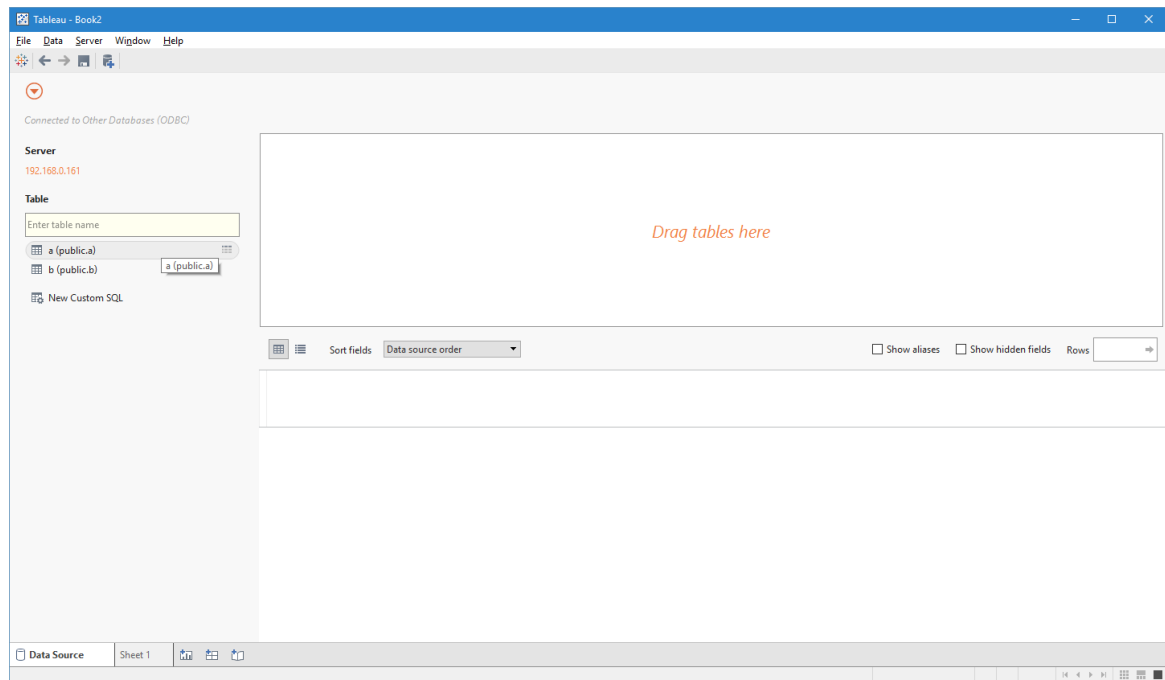 Tableau - Book2
File Data Server Window Help
Connected to Other Databases (ODBC)
Server
192.168.0.161
Table
Enter table name
a (public.a)
a (public.a)
b (public.b)
New Custom SQL
Drag tables here
Sort fields Data source order Show aliases Show hidden fields Rows
Data Source Sheet 1